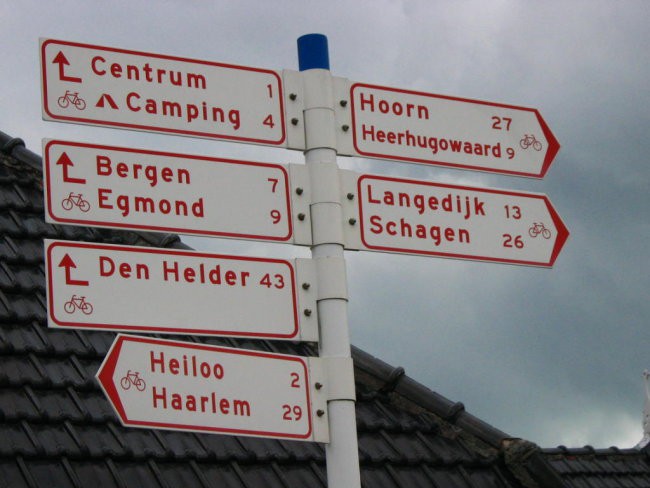 Centrum 1
Camping 4
Bergen 7
Egmond 9
Den Helder 43
Heiloo 2
Haarlem 29
Hoorn 27
Heerhugowaard 9
Langedijk 13
Schagen 26